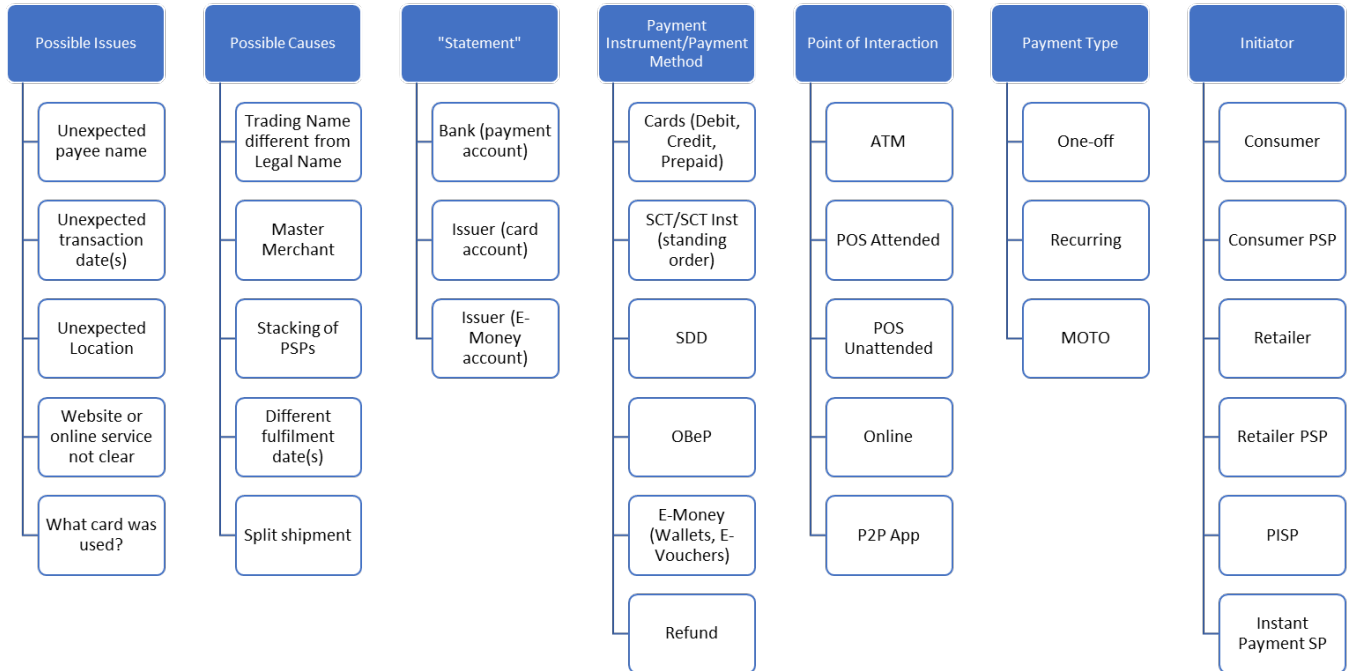 Possible Issues
Unexpected
payee name
Unexpected
transaction
date(s)
Unexpected
Location
Website or
online service
not clear
What card was
used?
Possible Causes
Trading Name
different from
Legal Name
Master
Merchant
Stacking of
PSPs
Different
fulfilment
date(s)
Split shipment
"Statement"
Bank (payment
account)
Issuer (card
account)
Issuer (E-
Money
account)
Payment
Instrument/Payment
Method
Cards (Debit,
Credit,
Prepaid)
SCT/SCT Inst
(standing
order)
SDD
OBeP
E-Money
(Wallets, E-
Vouchers)
Refund
Point of Interaction
ATM
POS Attended
POS
Unattended
Online
P2P App
Payment Type
One-off
Recurring
MOTO
Initiator
Consumer
Consumer PSP
Retailer
Retailer PSP
PISP
Instant
Payment SP